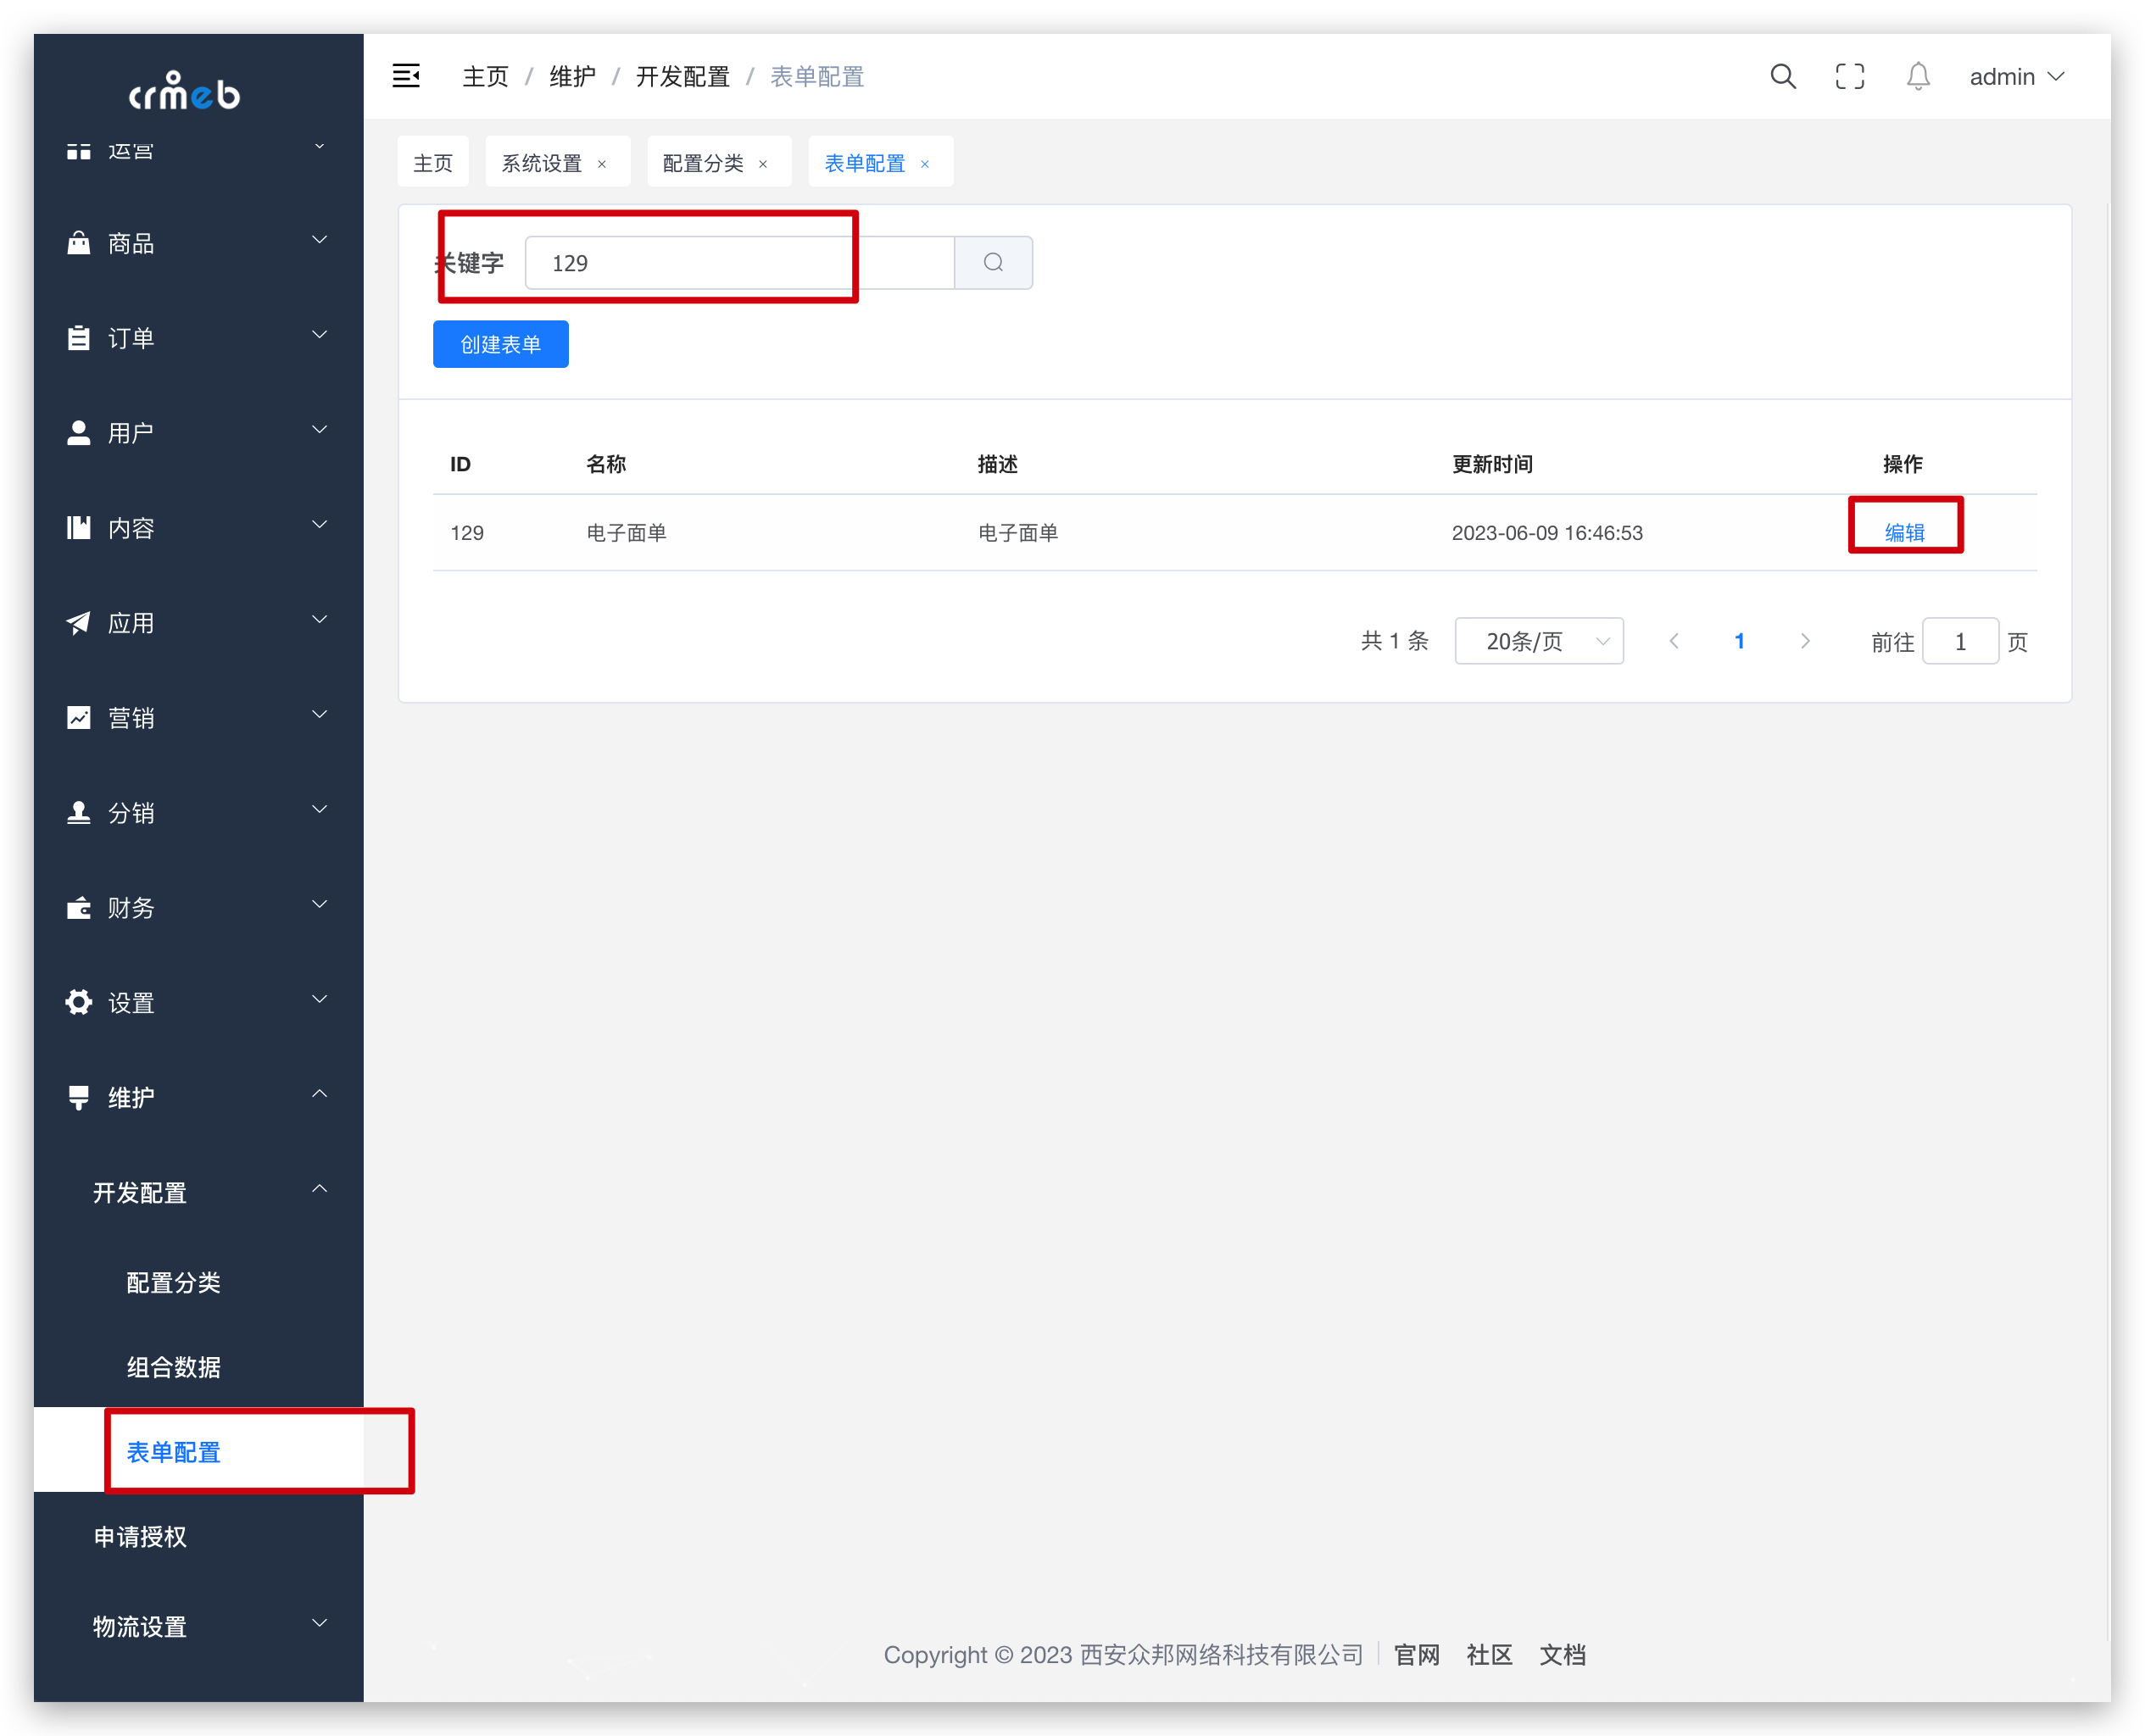 crmeb
运营
商品
订单
用户
内容
应用
营销
分销
财务
设置
维护
开发配置
配置分类
组合数据
表单配置
申请授权
物流设置
主页 / 维护 / 开发配置 / 表单配置
admin
主页 系统设置 × 配置分类 × 表单配置 ×
关键字 129
创建表单
ID 名称 描述 更新时间 操作
129 电子面单 电子面单 2023-06-09 16:46:53 编辑
共 1 条 20条/页 1 前往 1 页
Copyright © 2023 西安众邦网络科技有限公司 官网 社区 文档